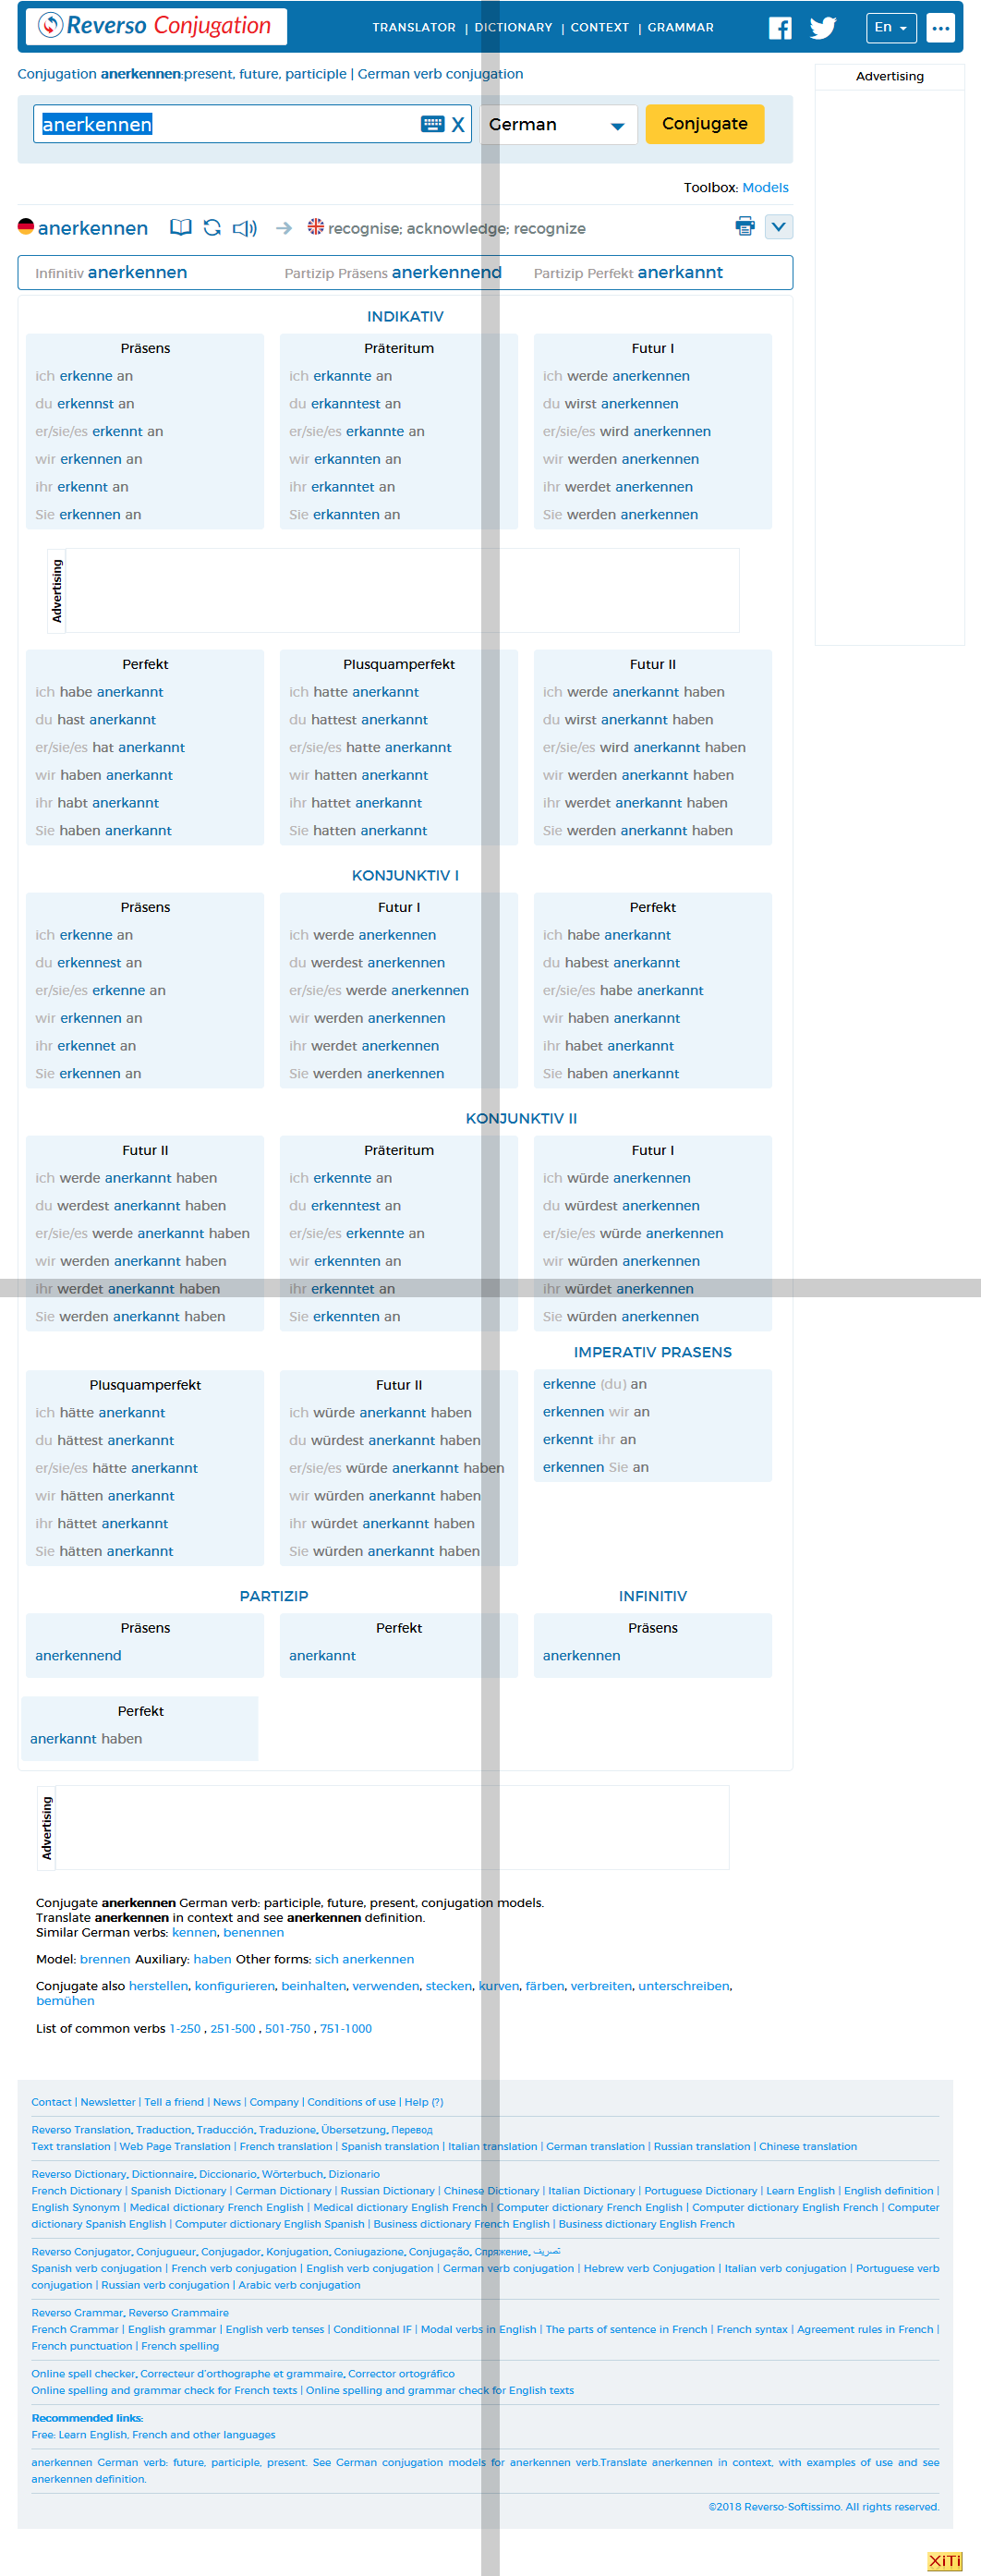 Reverso Conjugation
TRANSLATOR | DICTIONARY | CONTEXT | GRAMMAR
En
Conjugation anerkennen:present, future, participle | German verb conjugation
Advertising
anerkennen X German Conjugate
Toolbox: Models
anerkennen recognise; acknowledge; recognize
Infinitiv anerkennen Partizip Präsens anerkennend Partizip Perfekt anerkannt
INDIKATIV
Präsens
ich erkenne an
du erkennst an
er/sie/es erkennt an
wir erkennen an
ihr erkennt an
Sie erkennen an
Präteritum
ich erkannte an
du erkanntest an
er/sie/es erkannte an
wir erkannten an
ihr erkanntet an
Sie erkannten an
Futur I
ich werde anerkennen
du wirst anerkennen
er/sie/es wird anerkennen
wir werden anerkennen
ihr werdet anerkennen
Sie werden anerkennen
Advertising
Perfekt
ich habe anerkannt
du hast anerkannt
er/sie/es hat anerkannt
wir haben anerkannt
ihr habt anerkannt
Sie haben anerkannt
Plusquamperfekt
ich hatte anerkannt
du hattest anerkannt
er/sie/es hatte anerkannt
wir hatten anerkannt
ihr hattet anerkannt
Sie hatten anerkannt
Futur II
ich werde anerkannt haben
du wirst anerkannt haben
er/sie/es wird anerkannt haben
wir werden anerkannt haben
ihr werdet anerkannt haben
Sie werden anerkannt haben
KONJUNKTIV I
Präsens
ich erkenne an
du erkennest an
er/sie/es erkenne an
wir erkennen an
ihr erkennet an
Sie erkennen an
Futur I
ich werde anerkennen
du werdest anerkennen
er/sie/es werde anerkennen
wir werden anerkennen
ihr werdet anerkennen
Sie werden anerkennen
Perfekt
ich habe anerkannt
du habest anerkannt
er/sie/es habe anerkannt
wir haben anerkannt
ihr habet anerkannt
Sie haben anerkannt
KONJUNKTIV II
Futur II
ich werde anerkannt haben
du werdest anerkannt haben
er/sie/es werde anerkannt haben
wir werden anerkannt haben
ihr werdet anerkannt haben
Sie werden anerkannt haben
Präteritum
ich erkennte an
du erkenntest an
er/sie/es erkennte an
wir erkennten an
ihr erkenntet an
Sie erkennten an
Futur I
ich würde anerkennen
du würdest anerkennen
er/sie/es würde anerkennen
wir würden anerkennen
ihr würdet anerkennen
Sie würden anerkennen
Plusquamperfekt
ich hätte anerkannt
du hättest anerkannt
er/sie/es hätte anerkannt
wir hätten anerkannt
ihr hättet anerkannt
Sie hätten anerkannt
Futur II
ich würde anerkannt haben
du würdest anerkannt haben
er/sie/es würde anerkannt haben
wir würden anerkannt haben
ihr würdet anerkannt haben
Sie würden anerkannt haben
IMPERATIV PRASENS
erkenne (du) an
erkennen wir an
erkennt ihr an
erkennen Sie an
PARTIZIP
Präsens
anerkennend
Perfekt
anerkannt
INFINITIV
Präsens
anerkennen
Perfekt
anerkannt haben
Advertising
Conjugate anerkennen German verb: participle, future, present, conjugation models.
Translate anerkennen in context and see anerkennen definition.
Similar German verbs: kennen, benennen
Model: brennen Auxiliary: haben Other forms: sich anerkennen
Conjugate also herstellen, konfigurieren, beinhalten, verwenden, stecken, kurven, färben, verbreiten, unterschreiben,
bemühen
List of common verbs 1-250 , 251-500 , 501-750 , 751-1000
Contact | Newsletter | Tell a friend | News | Company | Conditions of use | Help (?)
Reverso Translation, Traduction, Traducción, Traduzione, Übersetzung, Перевод
Text translation | Web Page Translation | French translation | Spanish translation | Italian translation | German translation | Russian translation | Chinese translation
Reverso Dictionary, Dictionnaire, Diccionario, Wörterbuch, Dizionario
French Dictionary | Spanish Dictionary | German Dictionary | Russian Dictionary | Chinese Dictionary | Italian Dictionary | Portuguese Dictionary | Learn English | English definition |
English Synonym | Medical dictionary French English | Medical dictionary English French | Computer dictionary French English | Computer dictionary English French | Computer
dictionary Spanish English | Computer dictionary English Spanish | Business dictionary French English | Business dictionary English French
Reverso Conjugator, Conjugueur, Conjugador, Konjugation, Coniugazione, Conjugação, Спряжение, تصريف
Spanish verb conjugation | French verb conjugation | English verb conjugation | German verb conjugation | Hebrew verb Conjugation | Italian verb conjugation | Portuguese verb
conjugation | Russian verb conjugation | Arabic verb conjugation
Reverso Grammar, Reverso Grammaire
French Grammar | English grammar | English verb tenses | Conditionnal IF | Modal verbs in English | The parts of sentence in French | French syntax | Agreement rules in French |
French punctuation | French spelling
Online spell checker, Correcteur d'orthographe et grammaire, Corrector ortográfico
Online spelling and grammar check for French texts | Online spelling and grammar check for English texts
Recommended links:
Free: Learn English, French and other languages
anerkennen German verb: future, participle, present. See German conjugation models for anerkennen verb.Translate anerkennen in context, with examples of use and see
anerkennen definition.
©2018 Reverso-Softissimo. All rights reserved.
XiTi